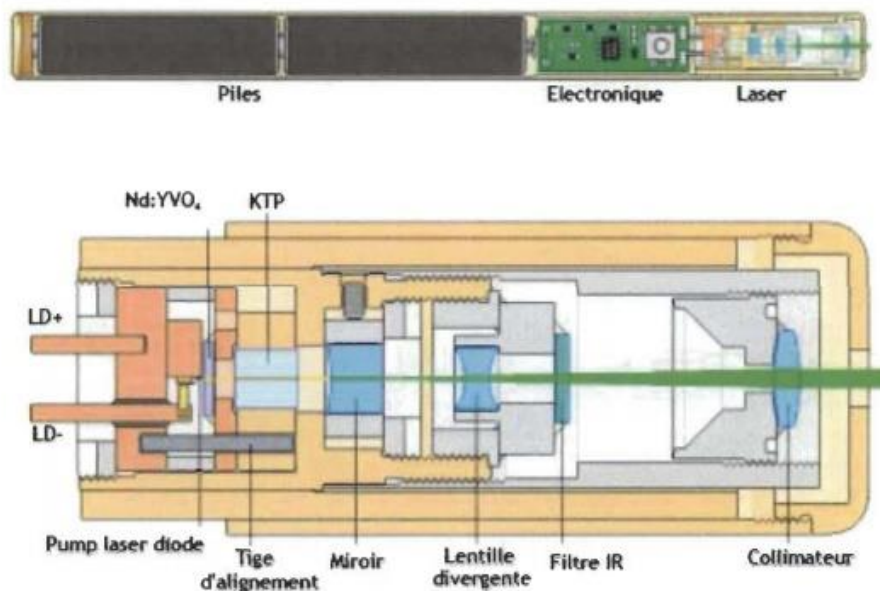 Piles
Electronique
Laser
Nd:YVO₄
KTP
LD+
LD-
Pump laser diode
Tige
d'alignement
Miroir
Lentille
divergente
Filtre IR
Collimateur